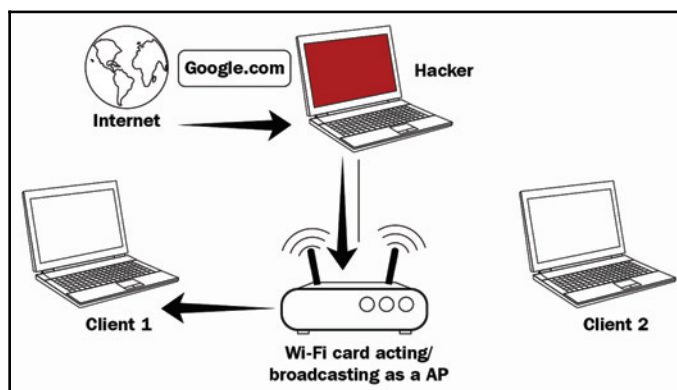 Google.com
Hacker
Internet
Client 1
Client 2
Wi-Fi card acting/
broadcasting as a AP